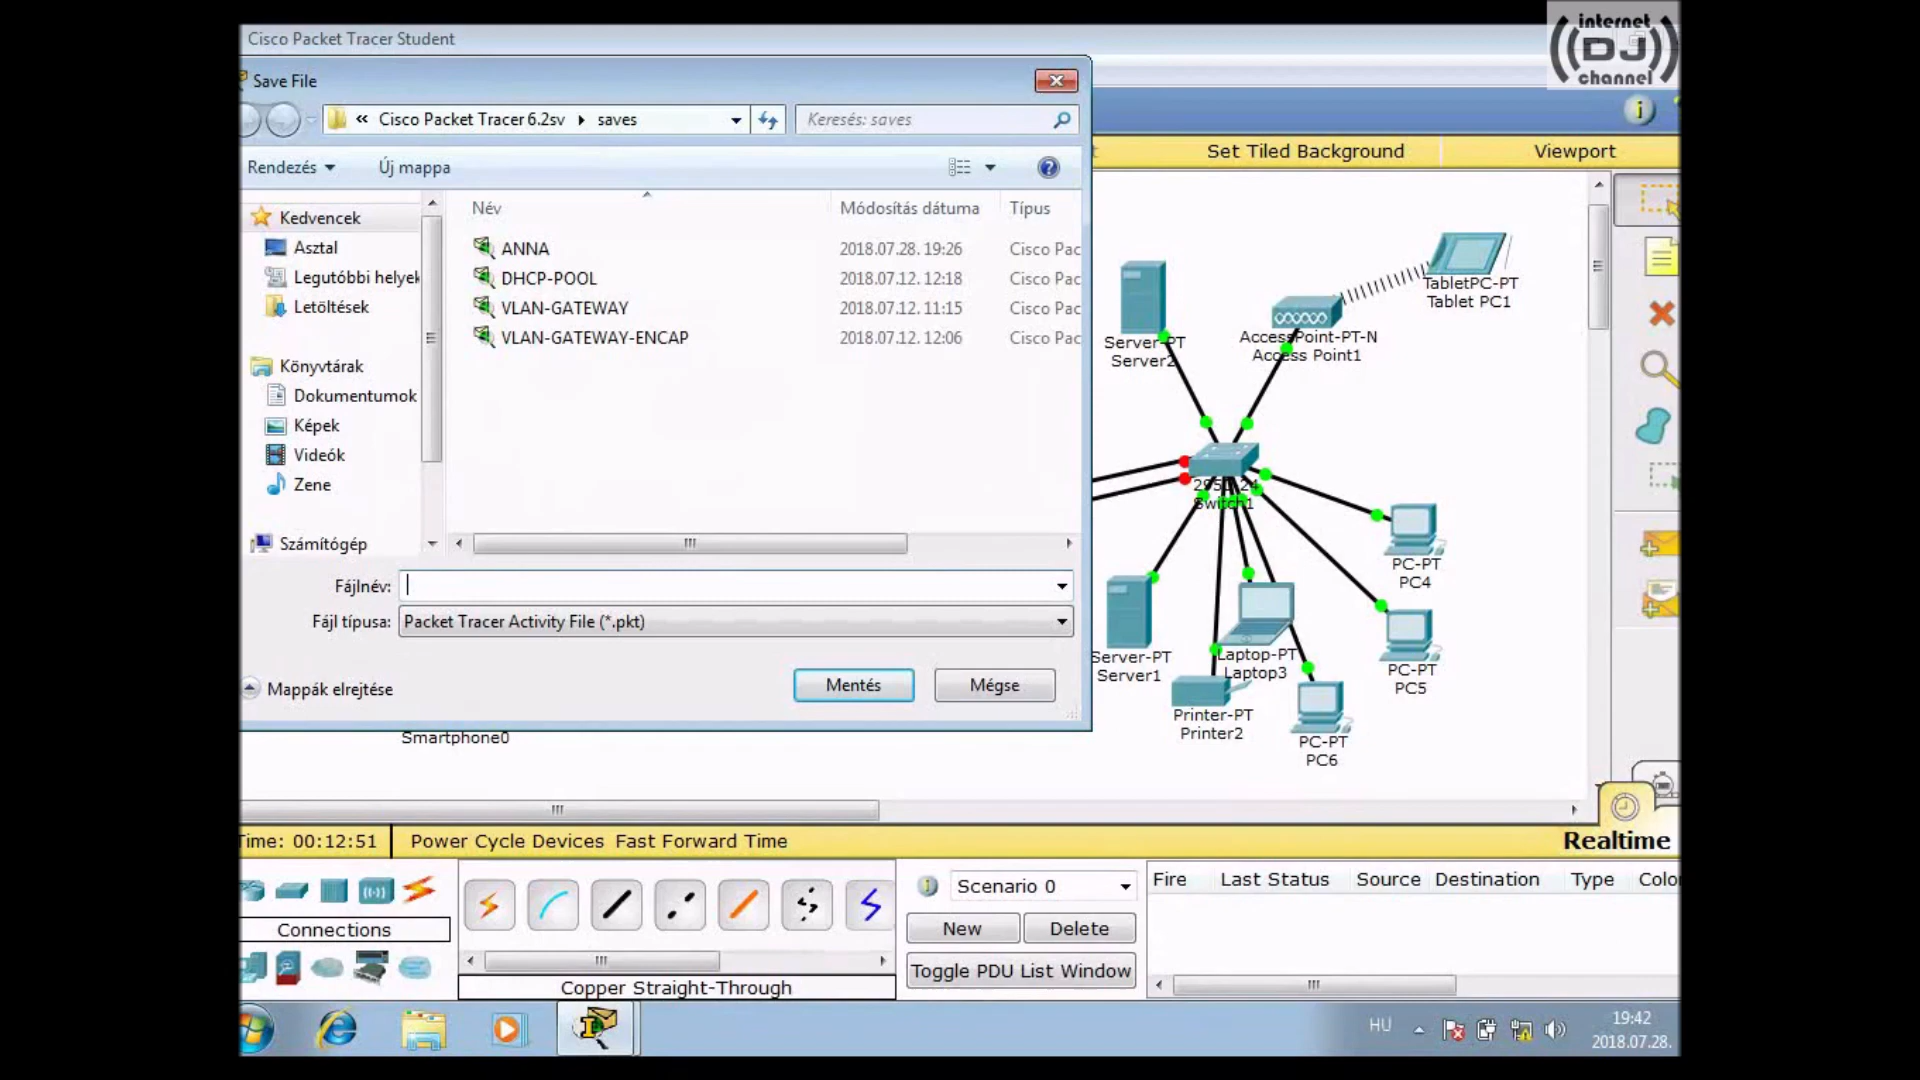 internet
DJ
channel
Cisco Packet Tracer Student
Save File
« Cisco Packet Tracer 6.2sv saves
Keresés: saves
Rendezés
Új mappa
Set Tiled Background
Viewport
Kedvencek
Asztal
Legutóbbi helyek
Letöltések
Könyvtárak
Dokumentumok
Képek
Videók
Zene
Számítógép
Név Módosítás dátuma Típus
ANNA 2018.07.28. 19:26 Cisco Pac
DHCP-POOL 2018.07.12. 12:18 Cisco Pac
VLAN-GATEWAY 2018.07.12. 11:15 Cisco Pac
VLAN-GATEWAY-ENCAP 2018.07.12. 12:06 Cisco Pac
Fájlnév:
Fájl típusa: Packet Tracer Activity File (*.pkt)
Mappák elrejtése
Mentés
Mégse
Smartphone0
Server-PT
Server2
AccessPoint-PT-N
Access Point1
TabletPC-PT
Tablet PC1
2950-24
Switch1
PC-PT
PC4
PC-PT
PC5
Server-PT
Server1
Laptop-PT
Laptop3
Printer-PT
Printer2
PC-PT
PC6
Time: 00:12:51
Power Cycle Devices Fast Forward Time
Realtime
Connections
Copper Straight-Through
Scenario 0
New
Delete
Toggle PDU List Window
Fire Last Status Source Destination Type Color
HU
19:42
2018.07.28.